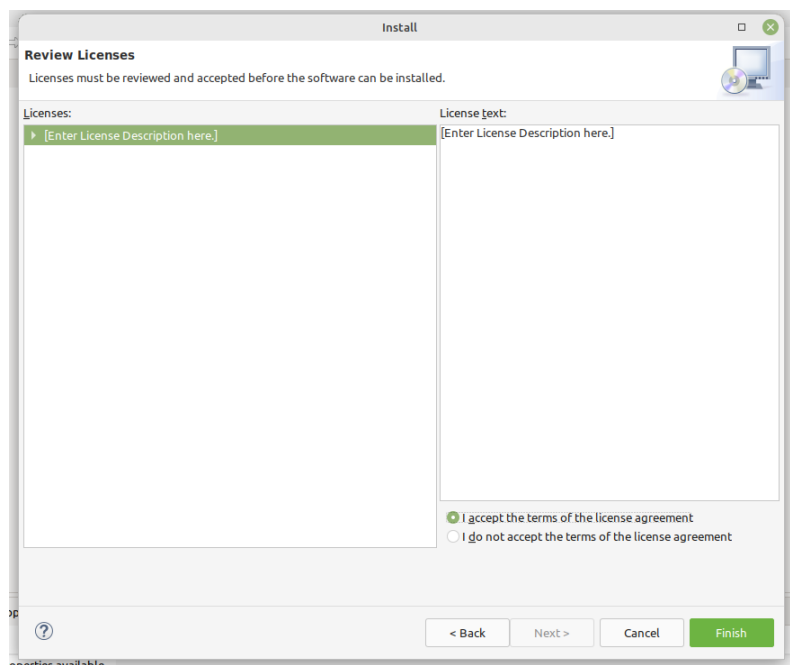 Install
Review Licenses
Licenses must be reviewed and accepted before the software can be installed.
Licenses:
License text:
[Enter License Description here.]
[Enter License Description here.]
I accept the terms of the license agreement
I do not accept the terms of the license agreement
?
< Back
Next >
Cancel
Finish